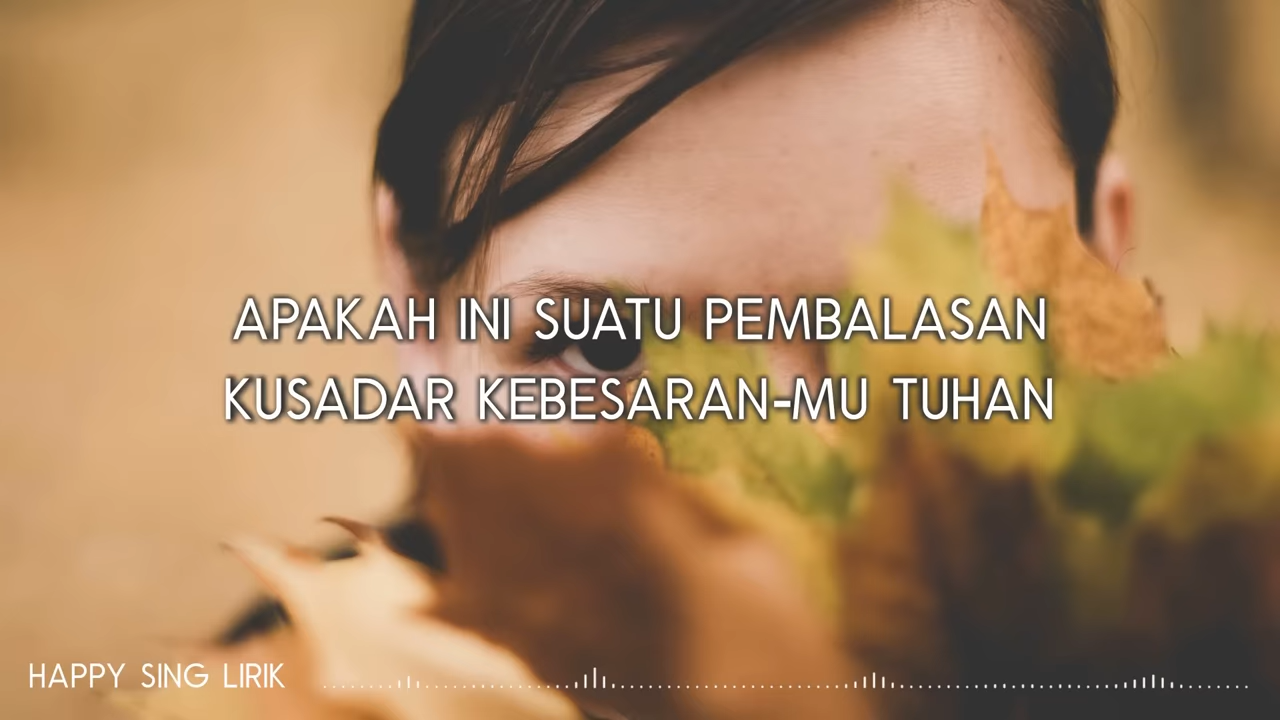 APAKAH INI SUATU PEMBALASAN
KUSADAR KEBESARAN-MU TUHAN
HAPPY SING LIRIK